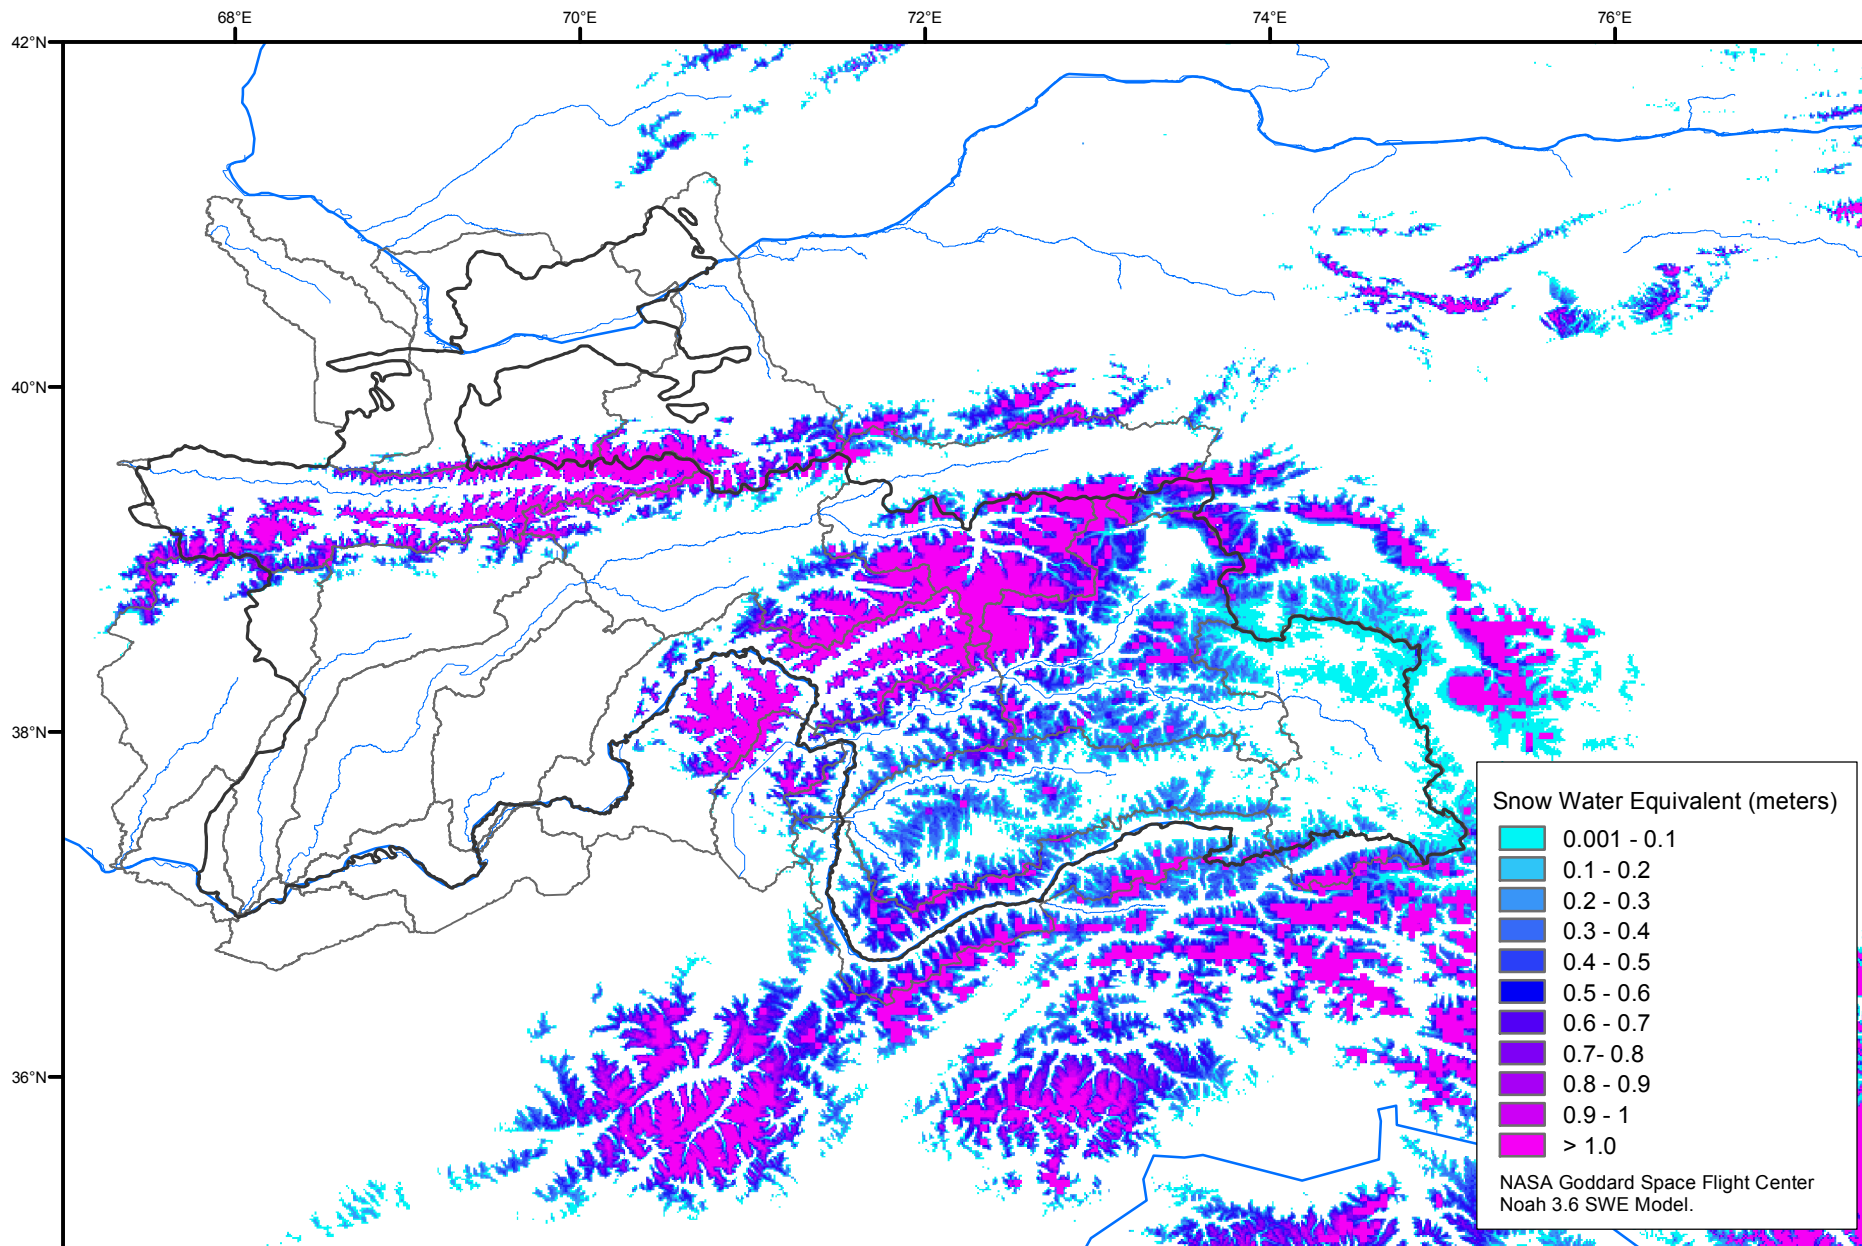 68°E 70°E 72°E 74°E 76°E
42°N
40°N
38°N
36°N
Snow Water Equivalent (meters)
0.001 - 0.1
0.1 - 0.2
0.2 - 0.3
0.3 - 0.4
0.4 - 0.5
0.5 - 0.6
0.6 - 0.7
0.7- 0.8
0.8 - 0.9
0.9 - 1
> 1.0
NASA Goddard Space Flight Center
Noah 3.6 SWE Model.